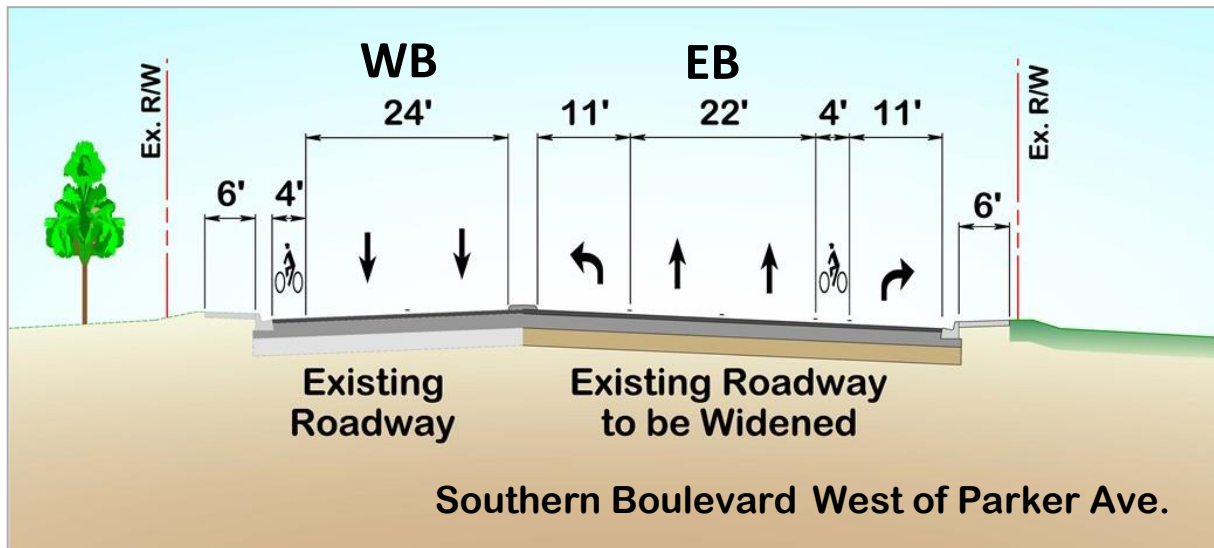 WB
EB
Ex. R/W
24'
11'
22'
4'
11'
Ex. R/W
6'
4'
6'
Existing
Roadway
Existing Roadway
to be Widened
Southern Boulevard West of Parker Ave.